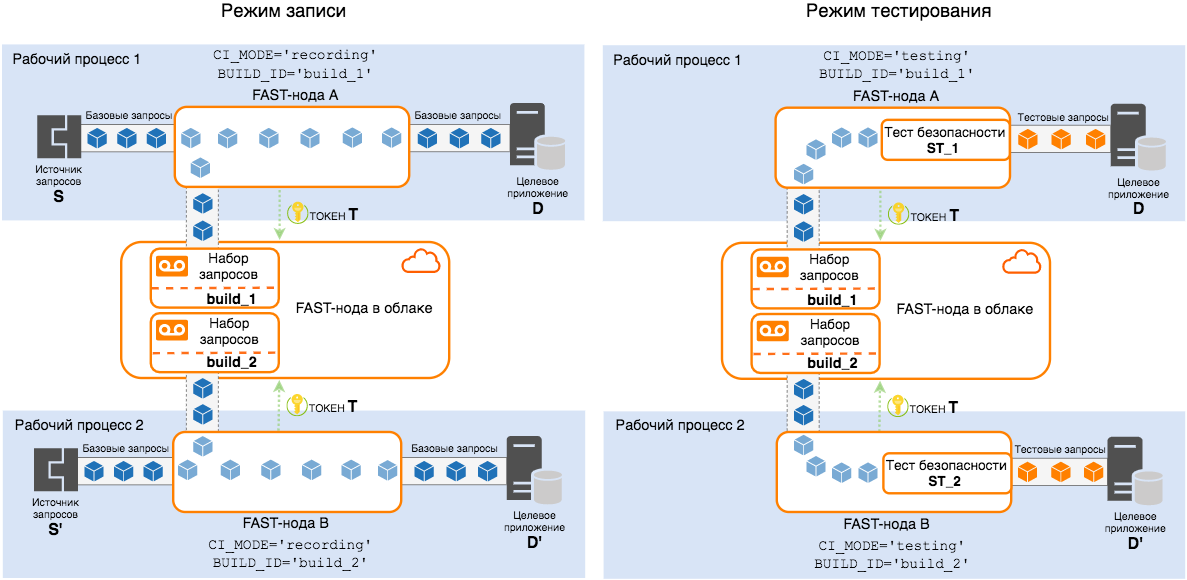 Режим записи
Рабочий процесс 1
CI_MODE='recording'
BUILD_ID='build_1'
FAST-нода A
Базовые запросы
Базовые запросы
Источник
запросов
S
Целевое
приложение
D
ТОКЕН T
Набор
запросов
build_1
FAST-нода в облаке
Набор
запросов
build_2
ТОКЕН T
Рабочий процесс 2
Базовые запросы
Базовые запросы
Источник
запросов
S'
Целевое
приложение
D'
FAST-нода B
CI_MODE='recording'
BUILD_ID='build_2'
Режим тестирования
Рабочий процесс 1
CI_MODE='testing'
BUILD_ID='build_1'
FAST-нода A
Тест безопасности
ST_1
Тестовые запросы
Целевое
приложение
D
ТОКЕН T
Набор
запросов
build_1
FAST-нода в облаке
Набор
запросов
build_2
ТОКЕН T
Рабочий процесс 2
Тест безопасности
ST_2
Тестовые запросы
Целевое
приложение
D'
FAST-нода B
CI_MODE='testing'
BUILD_ID='build_2'